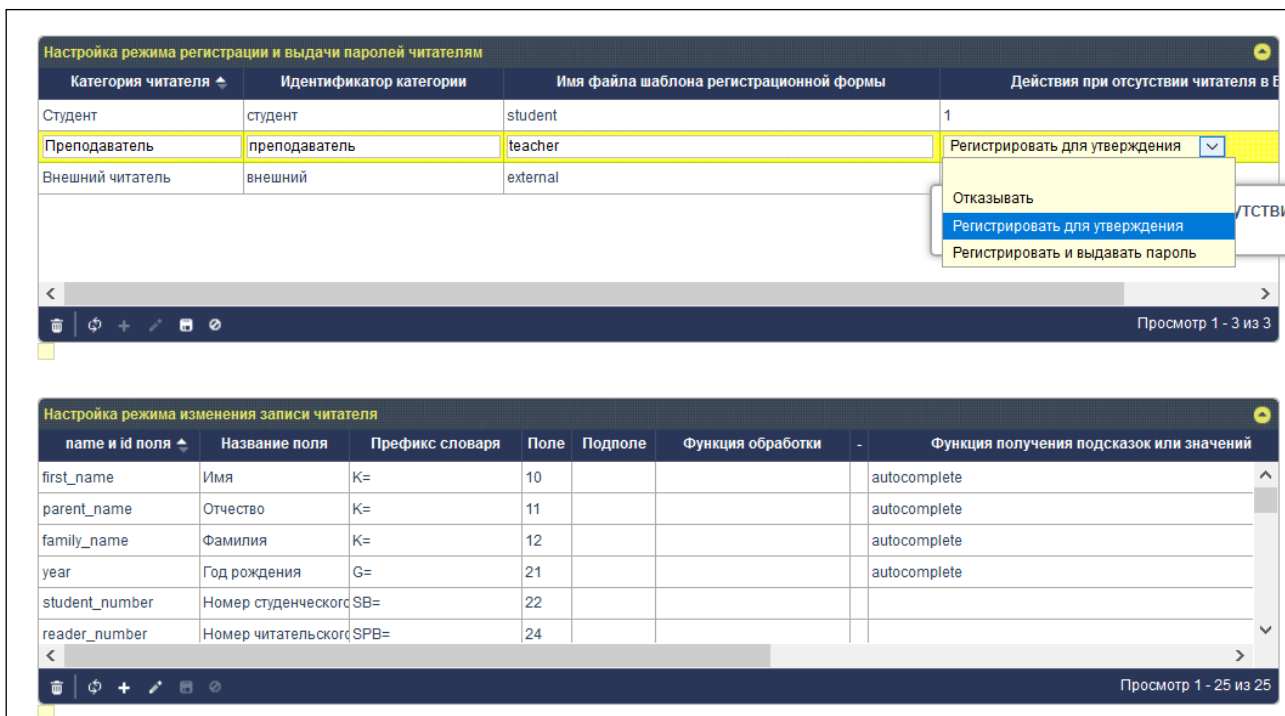 Настройка режима регистрации и выдачи паролей читателям
Категория читателя Идентификатор категории Имя файла шаблона регистрационной формы Действия при отсутствии читателя в
Студент студент student 1
Преподаватель преподаватель teacher Регистрировать для утверждения
Внешний читатель внешний external
Отказывать
Регистрировать для утверждения
Регистрировать и выдавать пароль
Просмотр 1 - 3 из 3
Настройка режима изменения записи читателя
name и id поля Название поля Префикс словаря Поле Подполе Функция обработки - Функция получения подсказок или значений
first_name Имя K= 10 autocomplete
parent_name Отчество K= 11 autocomplete
family_name Фамилия K= 12 autocomplete
year Год рождения G= 21 autocomplete
student_number Номер студенческого SB= 22
reader_number Номер читательского SPB= 24
Просмотр 1 - 25 из 25